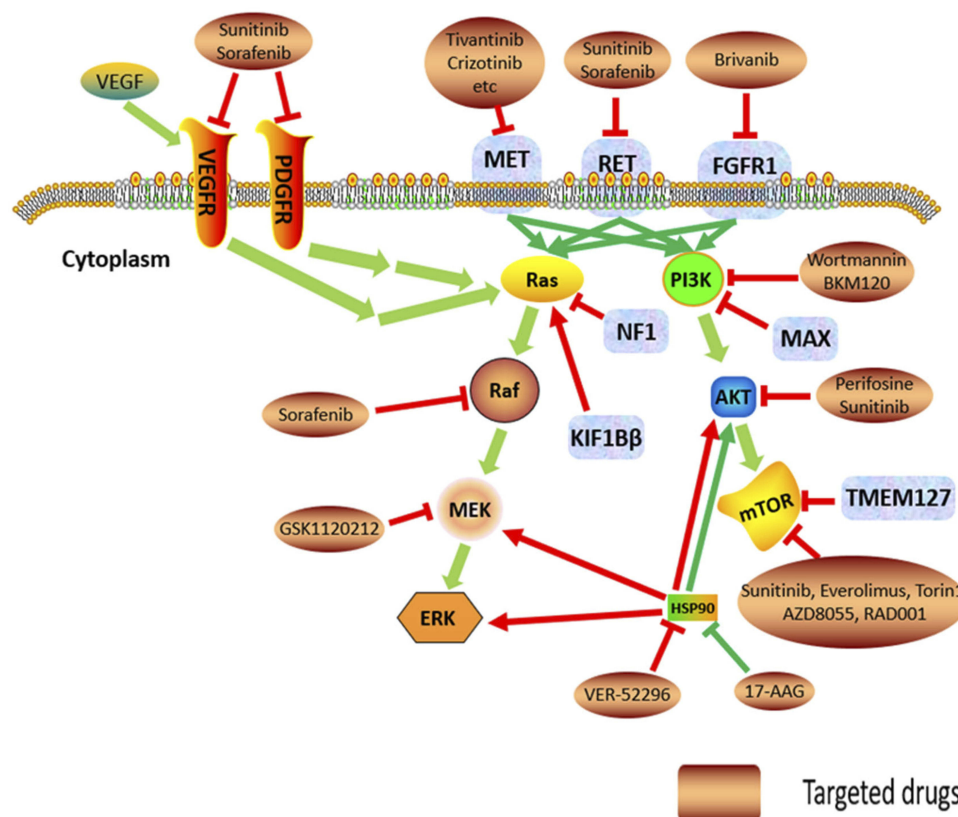 Sunitinib
Sorafenib
VEGF
Tivantinib
Crizotinib
etc
Sunitinib
Sorafenib
Brivanib
VEGFR
PDGFR
MET
RET
FGFR1
Cytoplasm
Ras
PI3K
Wortmannin
BKM120
NF1
MAX
Raf
AKT
Perifosine
Sunitinib
Sorafenib
KIF1Bβ
MEK
mTOR
TMEM127
GSK1120212
Sunitinib, Everolimus, Torin1
AZD8055, RAD001
ERK
HSP90
VER-52296
17-AAG
Targeted drugs